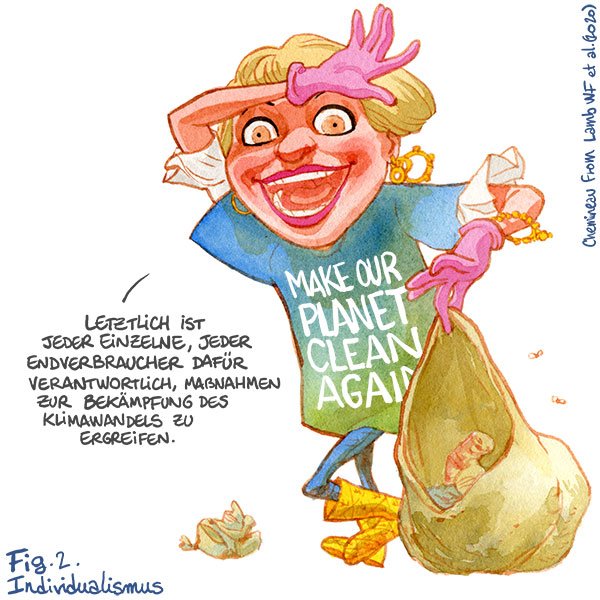 Chemineau From Lamb WF et al. (2020)
MAKE OUR
PLANET
CLEAN
AGAIN
LETZTLICH IST
JEDER EINZELNE, JEDER
ENDVERBRAUCHER DAFÜR
VERANTWORTLICH, MAẞNAHMEN
ZUR BEKÄMPFUNG DES
KLIMAWANDELS ZU
ERGREIFEN.
Fig. 2.
Individualismus